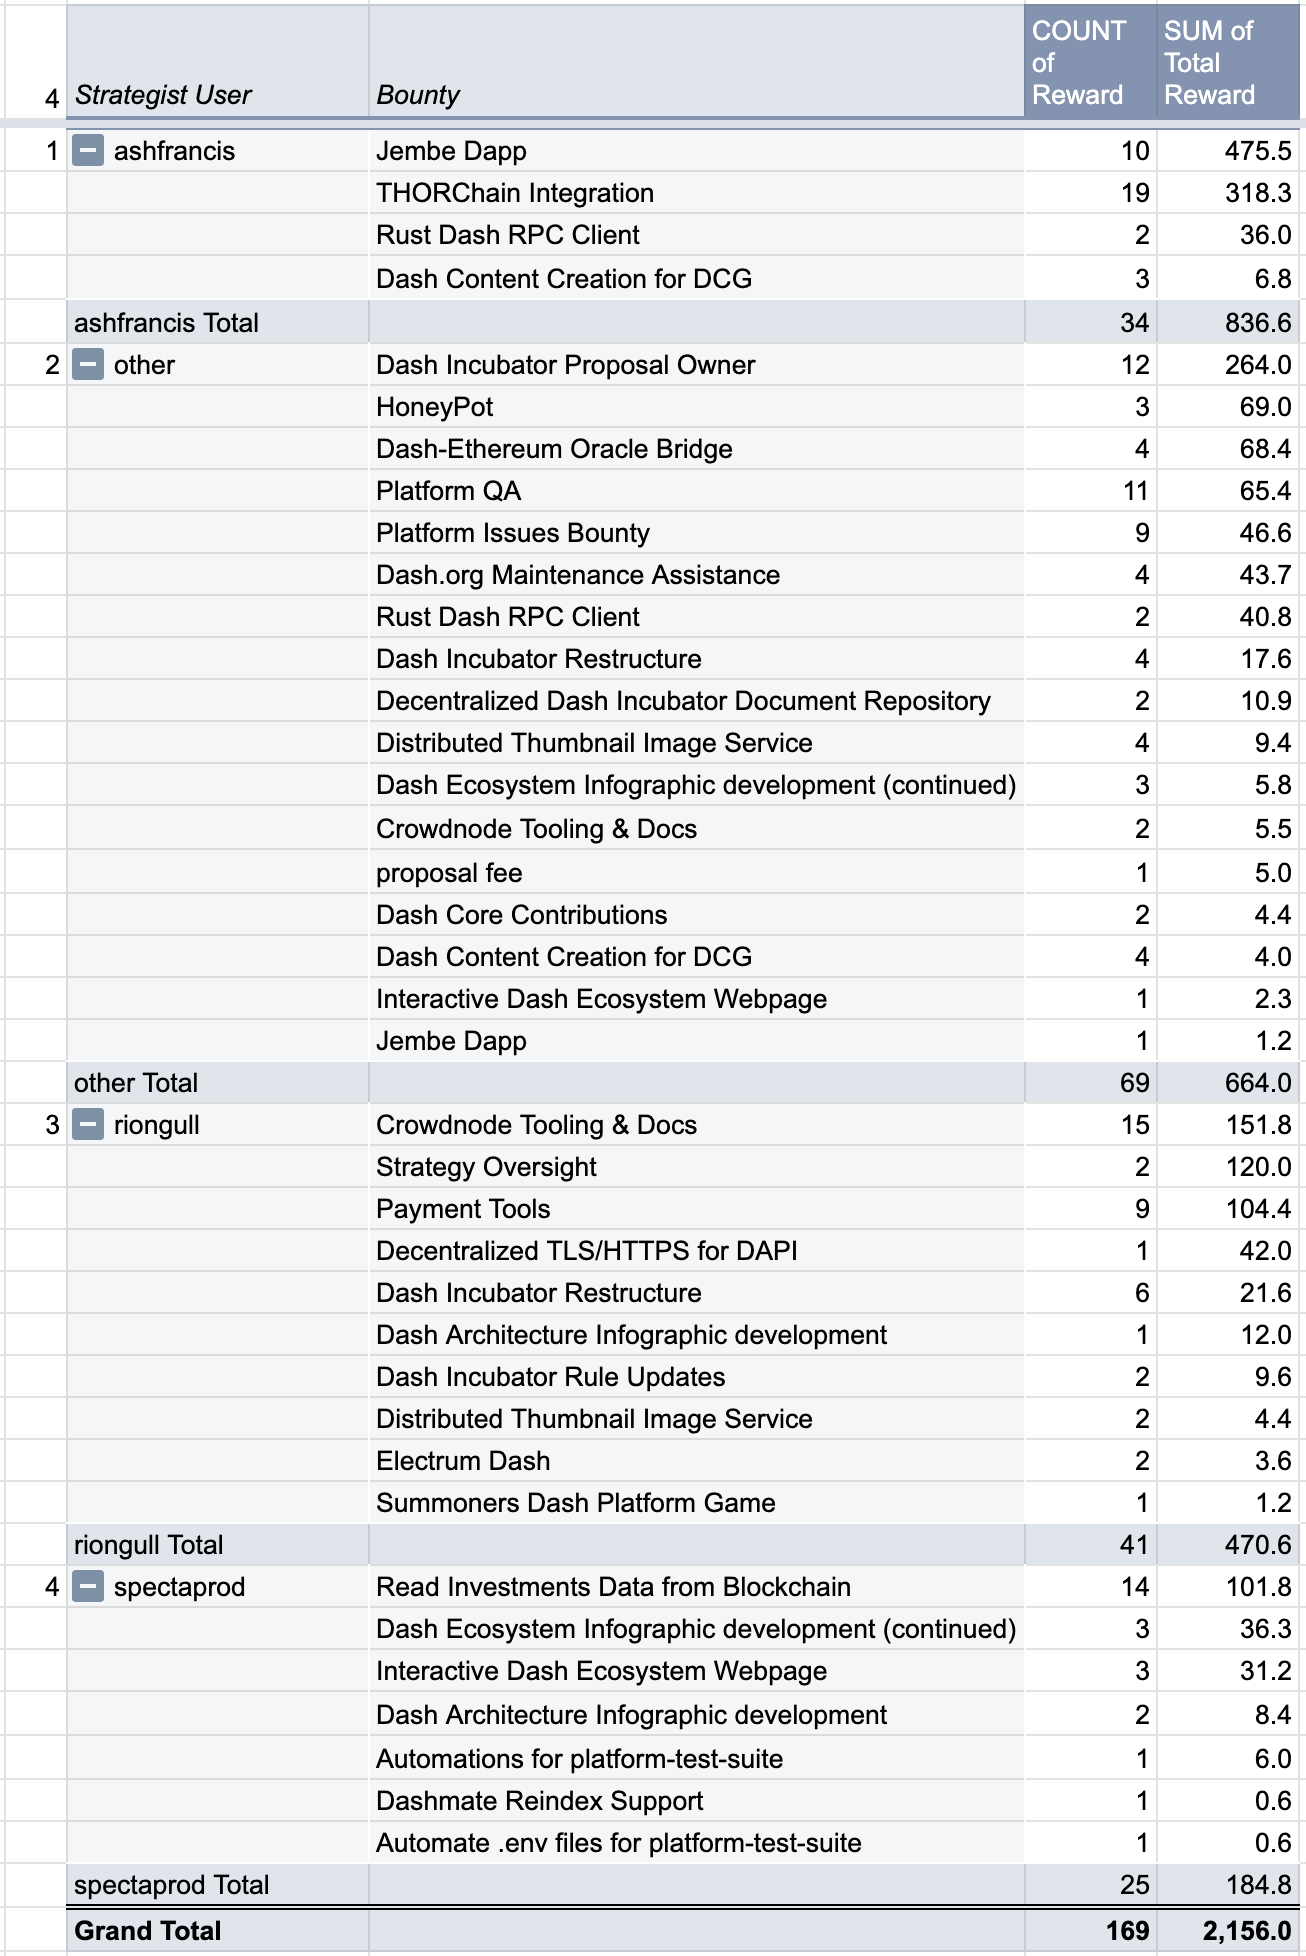 4 Strategist User Bounty COUNT of Reward SUM of Total Reward
1 ashfrancis Jembe Dapp 10 475.5
THORChain Integration 19 318.3
Rust Dash RPC Client 2 36.0
Dash Content Creation for DCG 3 6.8
ashfrancis Total 34 836.6
2 other Dash Incubator Proposal Owner 12 264.0
HoneyPot 3 69.0
Dash-Ethereum Oracle Bridge 4 68.4
Platform QA 11 65.4
Platform Issues Bounty 9 46.6
Dash.org Maintenance Assistance 4 43.7
Rust Dash RPC Client 2 40.8
Dash Incubator Restructure 4 17.6
Decentralized Dash Incubator Document Repository 2 10.9
Distributed Thumbnail Image Service 4 9.4
Dash Ecosystem Infographic development (continued) 3 5.8
Crowdnode Tooling & Docs 2 5.5
proposal fee 1 5.0
Dash Core Contributions 2 4.4
Dash Content Creation for DCG 4 4.0
Interactive Dash Ecosystem Webpage 1 2.3
Jembe Dapp 1 1.2
other Total 69 664.0
3 riongull Crowdnode Tooling & Docs 15 151.8
Strategy Oversight 2 120.0
Payment Tools 9 104.4
Decentralized TLS/HTTPS for DAPI 1 42.0
Dash Incubator Restructure 6 21.6
Dash Architecture Infographic development 1 12.0
Dash Incubator Rule Updates 2 9.6
Distributed Thumbnail Image Service 2 4.4
Electrum Dash 2 3.6
Summoners Dash Platform Game 1 1.2
riongull Total 41 470.6
4 spectaprod Read Investments Data from Blockchain 14 101.8
Dash Ecosystem Infographic development (continued) 3 36.3
Interactive Dash Ecosystem Webpage 3 31.2
Dash Architecture Infographic development 2 8.4
Automations for platform-test-suite 1 6.0
Dashmate Reindex Support 1 0.6
Automate .env files for platform-test-suite 1 0.6
spectaprod Total 25 184.8
Grand Total 169 2,156.0